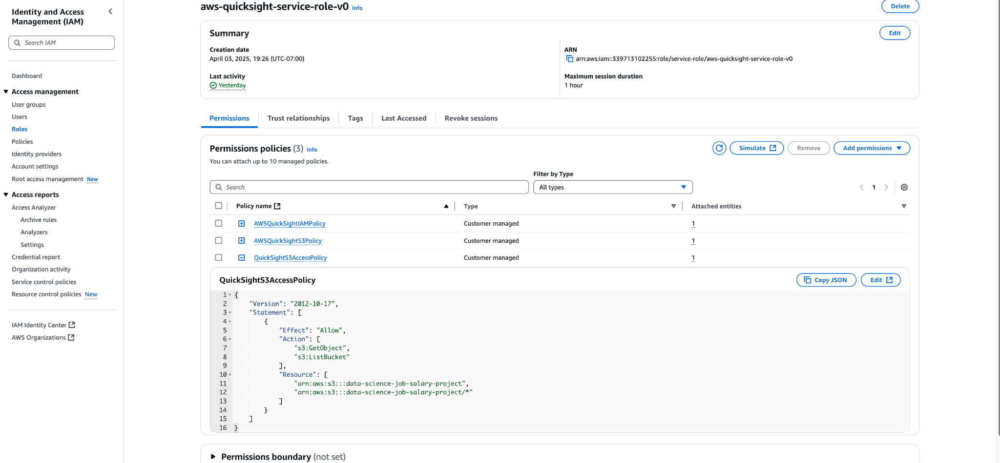 Identity and Access
Management (IAM)
Search IAM
Dashboard
Access management
User groups
Users
Roles
Policies
Identity providers
Account settings
Root access management New
Access reports
Access Analyzer
Archive rules
Analyzers
Settings
Credential report
Organization activity
Service control policies
Resource control policies New
IAM Identity Center
AWS Organizations
aws-quicksight-service-role-v0 Info
Delete
Summary
Edit
Creation date
April 03, 2025, 19:26 (UTC-07:00)
ARN
arn:aws:iam::339713102255:role/service-role/aws-quicksight-service-role-v0
Last activity
Yesterday
Maximum session duration
1 hour
Permissions
Trust relationships
Tags
Last Accessed
Revoke sessions
Permissions policies (3) Info
You can attach up to 10 managed policies.
Simulate
Remove
Add permissions
Filter by Type
Search
All types
1
Policy name
Type
Attached entities
AWSQuickSightIAMPolicy Customer managed 1
AWSQuickSightS3Policy Customer managed 1
QuickSightS3AccessPolicy Customer managed 1
QuickSightS3AccessPolicy
Copy JSON
Edit
1 {
2 "Version": "2012-10-17",
3 "Statement": [
4 {
5 "Effect": "Allow",
6 "Action": [
7 "s3:GetObject",
8 "s3:ListBucket"
9 ],
10 "Resource": [
11 "arn:aws:s3:::data-science-job-salary-project",
12 "arn:aws:s3:::data-science-job-salary-project/*"
13 ]
14 }
15 ]
16 }
Permissions boundary (not set)